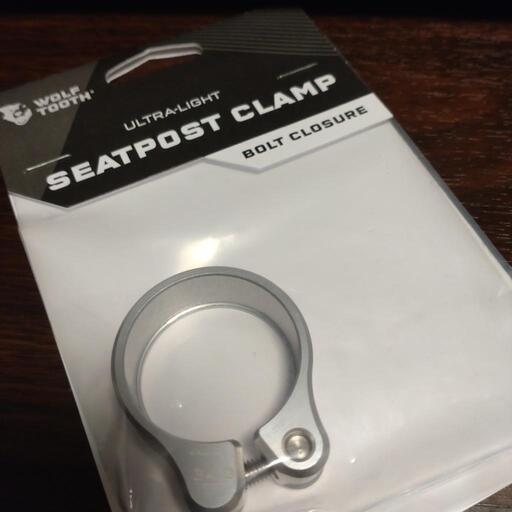 WOLF
TOOTH
ULTRA-LIGHT
SEATPOST CLAMP
BOLT CLOSURE